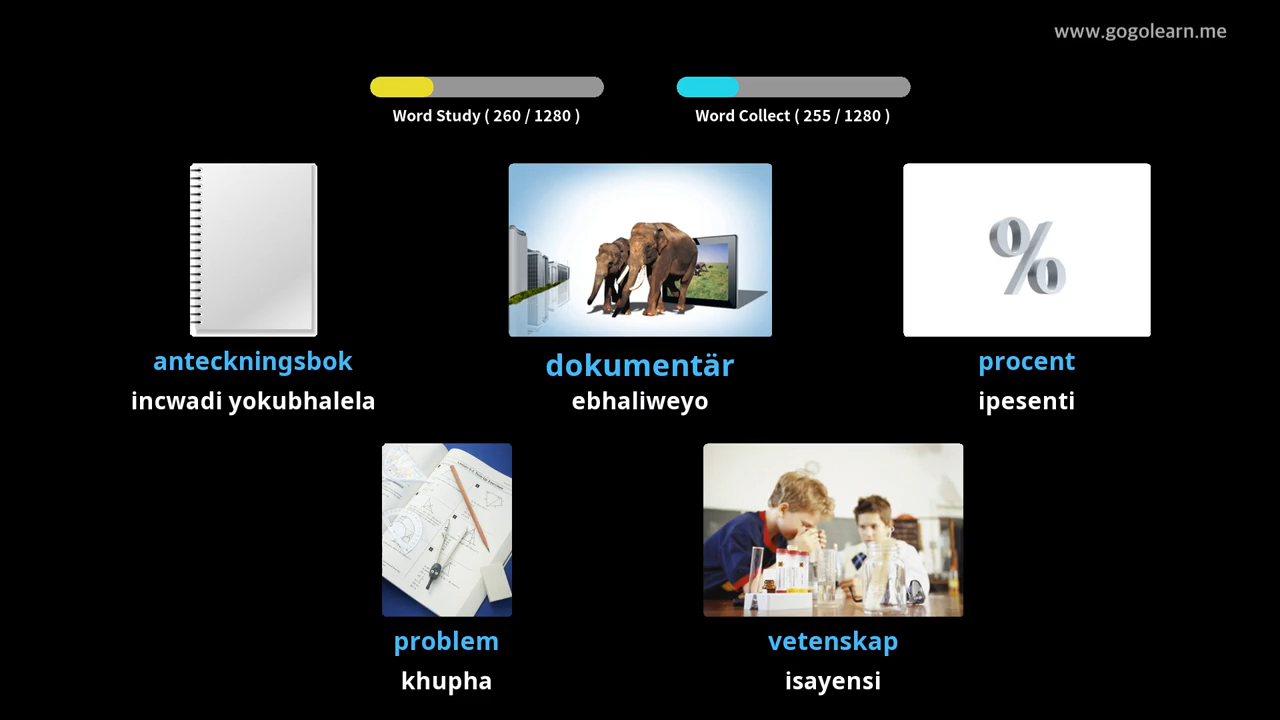 www.gogolearn.me
Word Study ( 260 / 1280 )
Word Collect ( 255 / 1280 )
anteckningsbok
incwadi yokubhalela
dokumentär
ebhaliweyo
procent
ipesenti
%
problem
khupha
vetenskap
isayensi